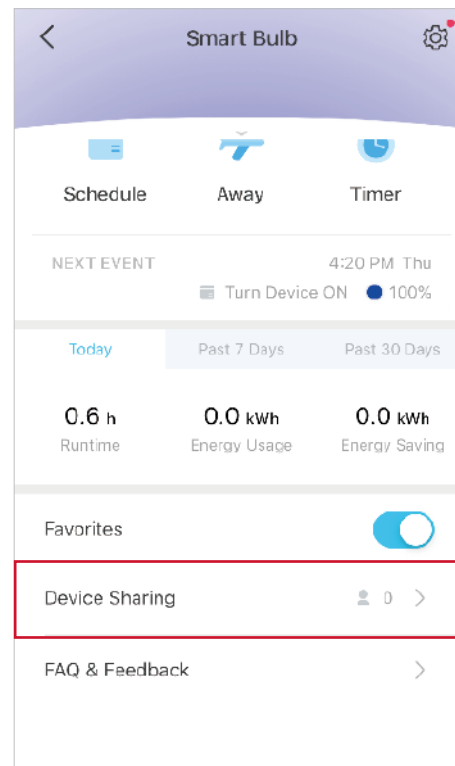 Smart Bulb
Schedule Away Timer
NEXT EVENT 4:20 PM Thu
Turn Device ON 100%
Today Past 7 Days Past 30 Days
0.6 h 0.0 kWh 0.0 kWh
Runtime Energy Usage Energy Saving
Favorites
Device Sharing 0
FAQ & Feedback